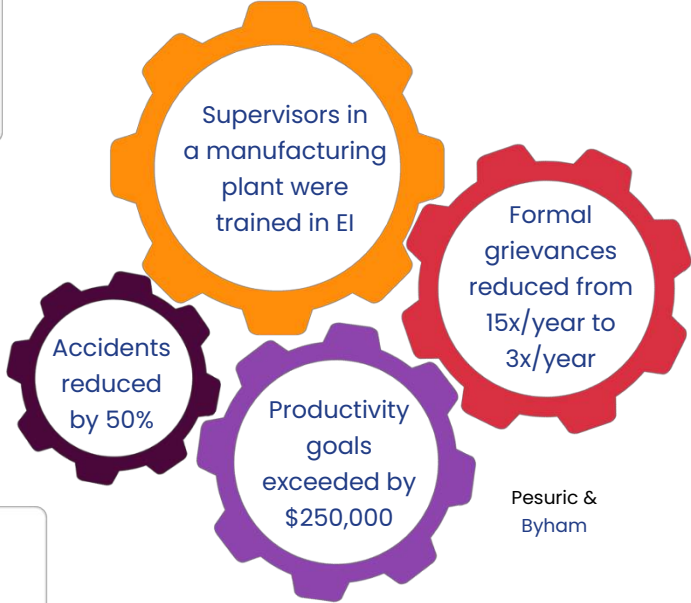 Supervisors in
a manufacturing
plant were
trained in EI
Formal
grievances
reduced from
15x/year to
3x/year
Accidents
reduced
by 50%
Productivity
goals
exceeded by
$250,000
Pesuric &
Byham